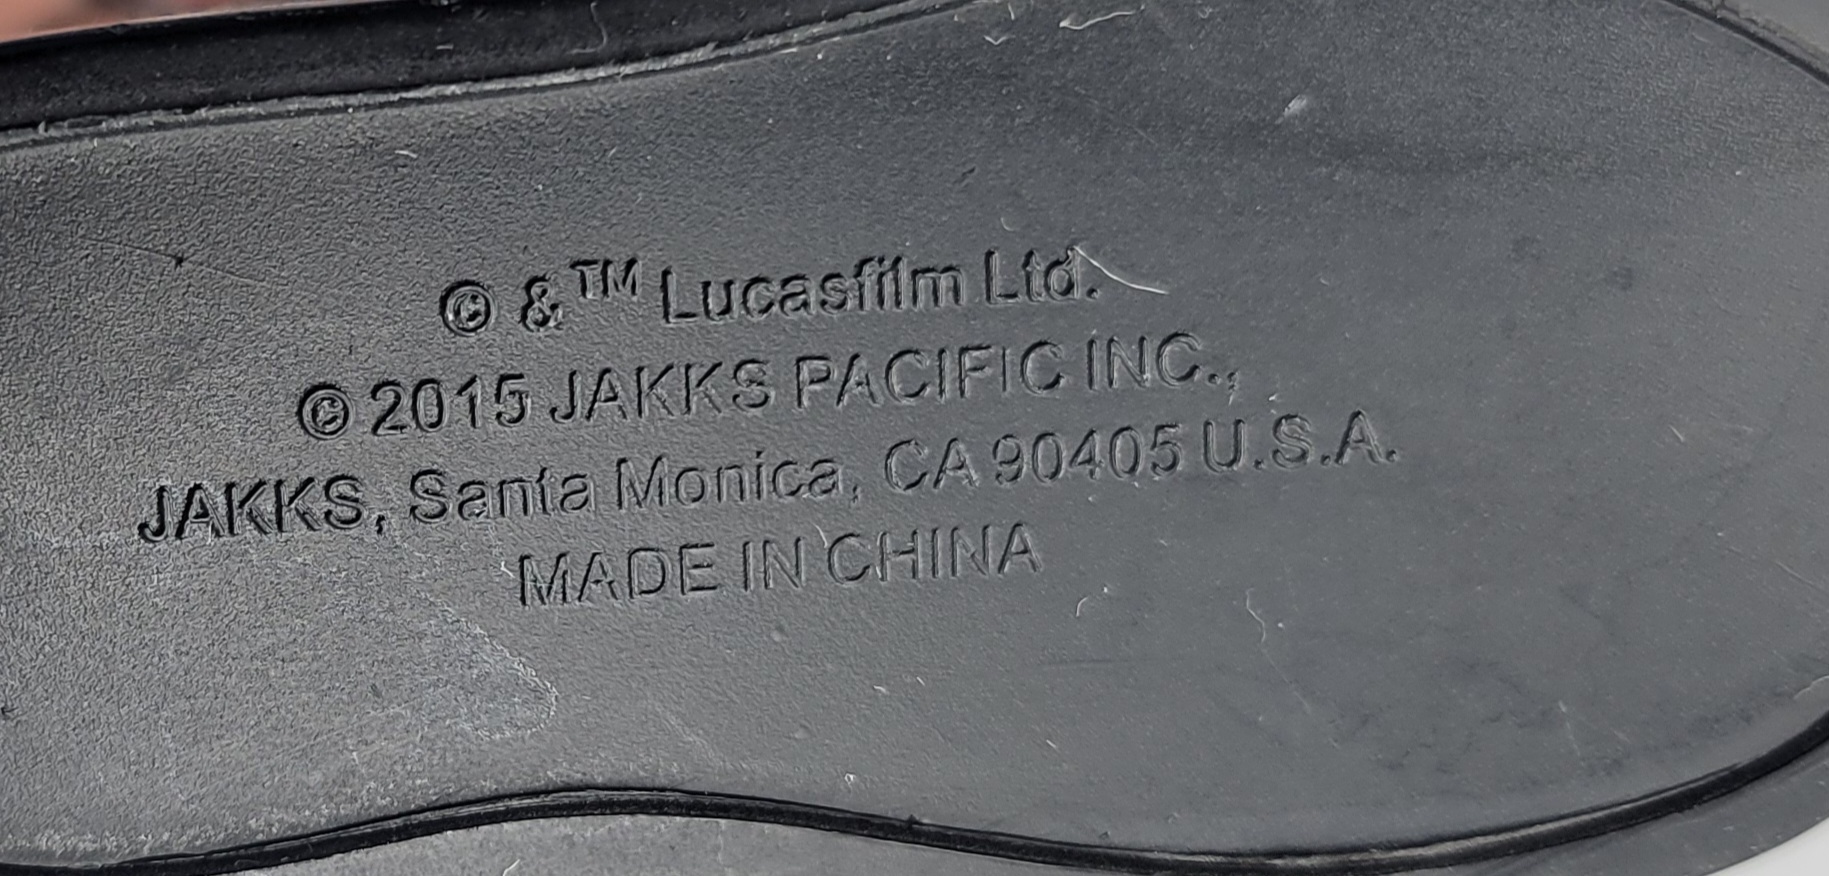 © &™ Lucasfilm Ltd.
© 2015 JAKKS PACIFIC INC.,
JAKKS, Santa Monica, CA 90405 U.S.A.
MADE IN CHINA